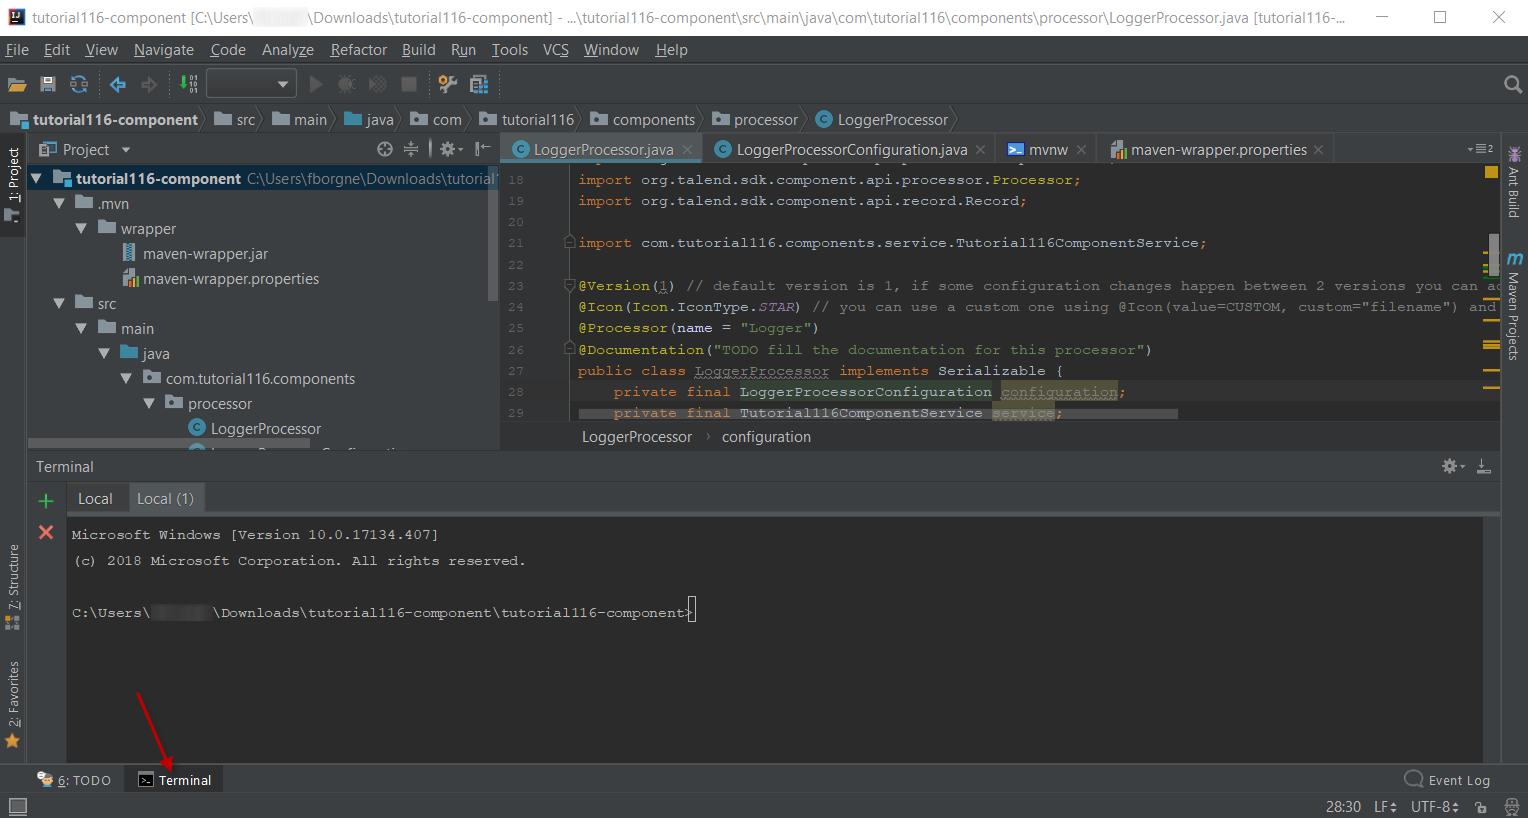 tutorial116-component [C:\Users\ \Downloads\tutorial116-component] - ...\tutorial116-component\src\main\java\com\tutorial116\components\processor\LoggerProcessor.java [tutorial116-...
File Edit View Navigate Code Analyze Refactor Build Run Tools VCS Window Help
tutorial116-component src main java com tutorial116 components processor LoggerProcessor
1: Project
Project
LoggerProcessor.java LoggerProcessorConfiguration.java mvnw maven-wrapper.properties 2
tutorial116-component C:\Users\fborgne\Downloads\tutorial
.mvn
wrapper
maven-wrapper.jar
maven-wrapper.properties
src
main
java
com.tutorial116.components
processor
LoggerProcessor
18 import org.talend.sdk.component.api.processor.Processor;
19 import org.talend.sdk.component.api.record.Record;
20
21 import com.tutorial116.components.service.Tutorial116ComponentService;
22
23 @Version(1) // default version is 1, if some configuration changes happen between 2 versions you can ad
24 @Icon(Icon.IconType.STAR) // you can use a custom one using @Icon(value=CUSTOM, custom="filename") and
25 @Processor(name = "Logger")
26 @Documentation("TODO fill the documentation for this processor")
27 public class LoggerProcessor implements Serializable {
28 private final LoggerProcessorConfiguration configuration;
29 private final Tutorial116ComponentService service;
LoggerProcessor › configuration
Ant Build
Maven Projects
Terminal
Local Local (1)
Microsoft Windows [Version 10.0.17134.407]
(c) 2018 Microsoft Corporation. All rights reserved.
C:\Users\ \Downloads\tutorial116-component\tutorial116-component>
7: Structure
2: Favorites
6: TODO Terminal Event Log
28:30 LF UTF-8